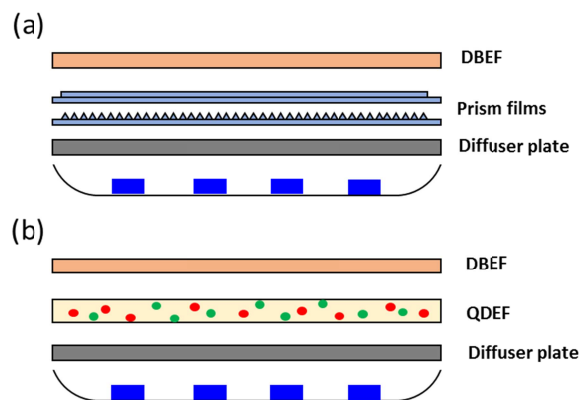 (a)
DBEF
Prism films
Diffuser plate
(b)
DBEF
QDEF
Diffuser plate